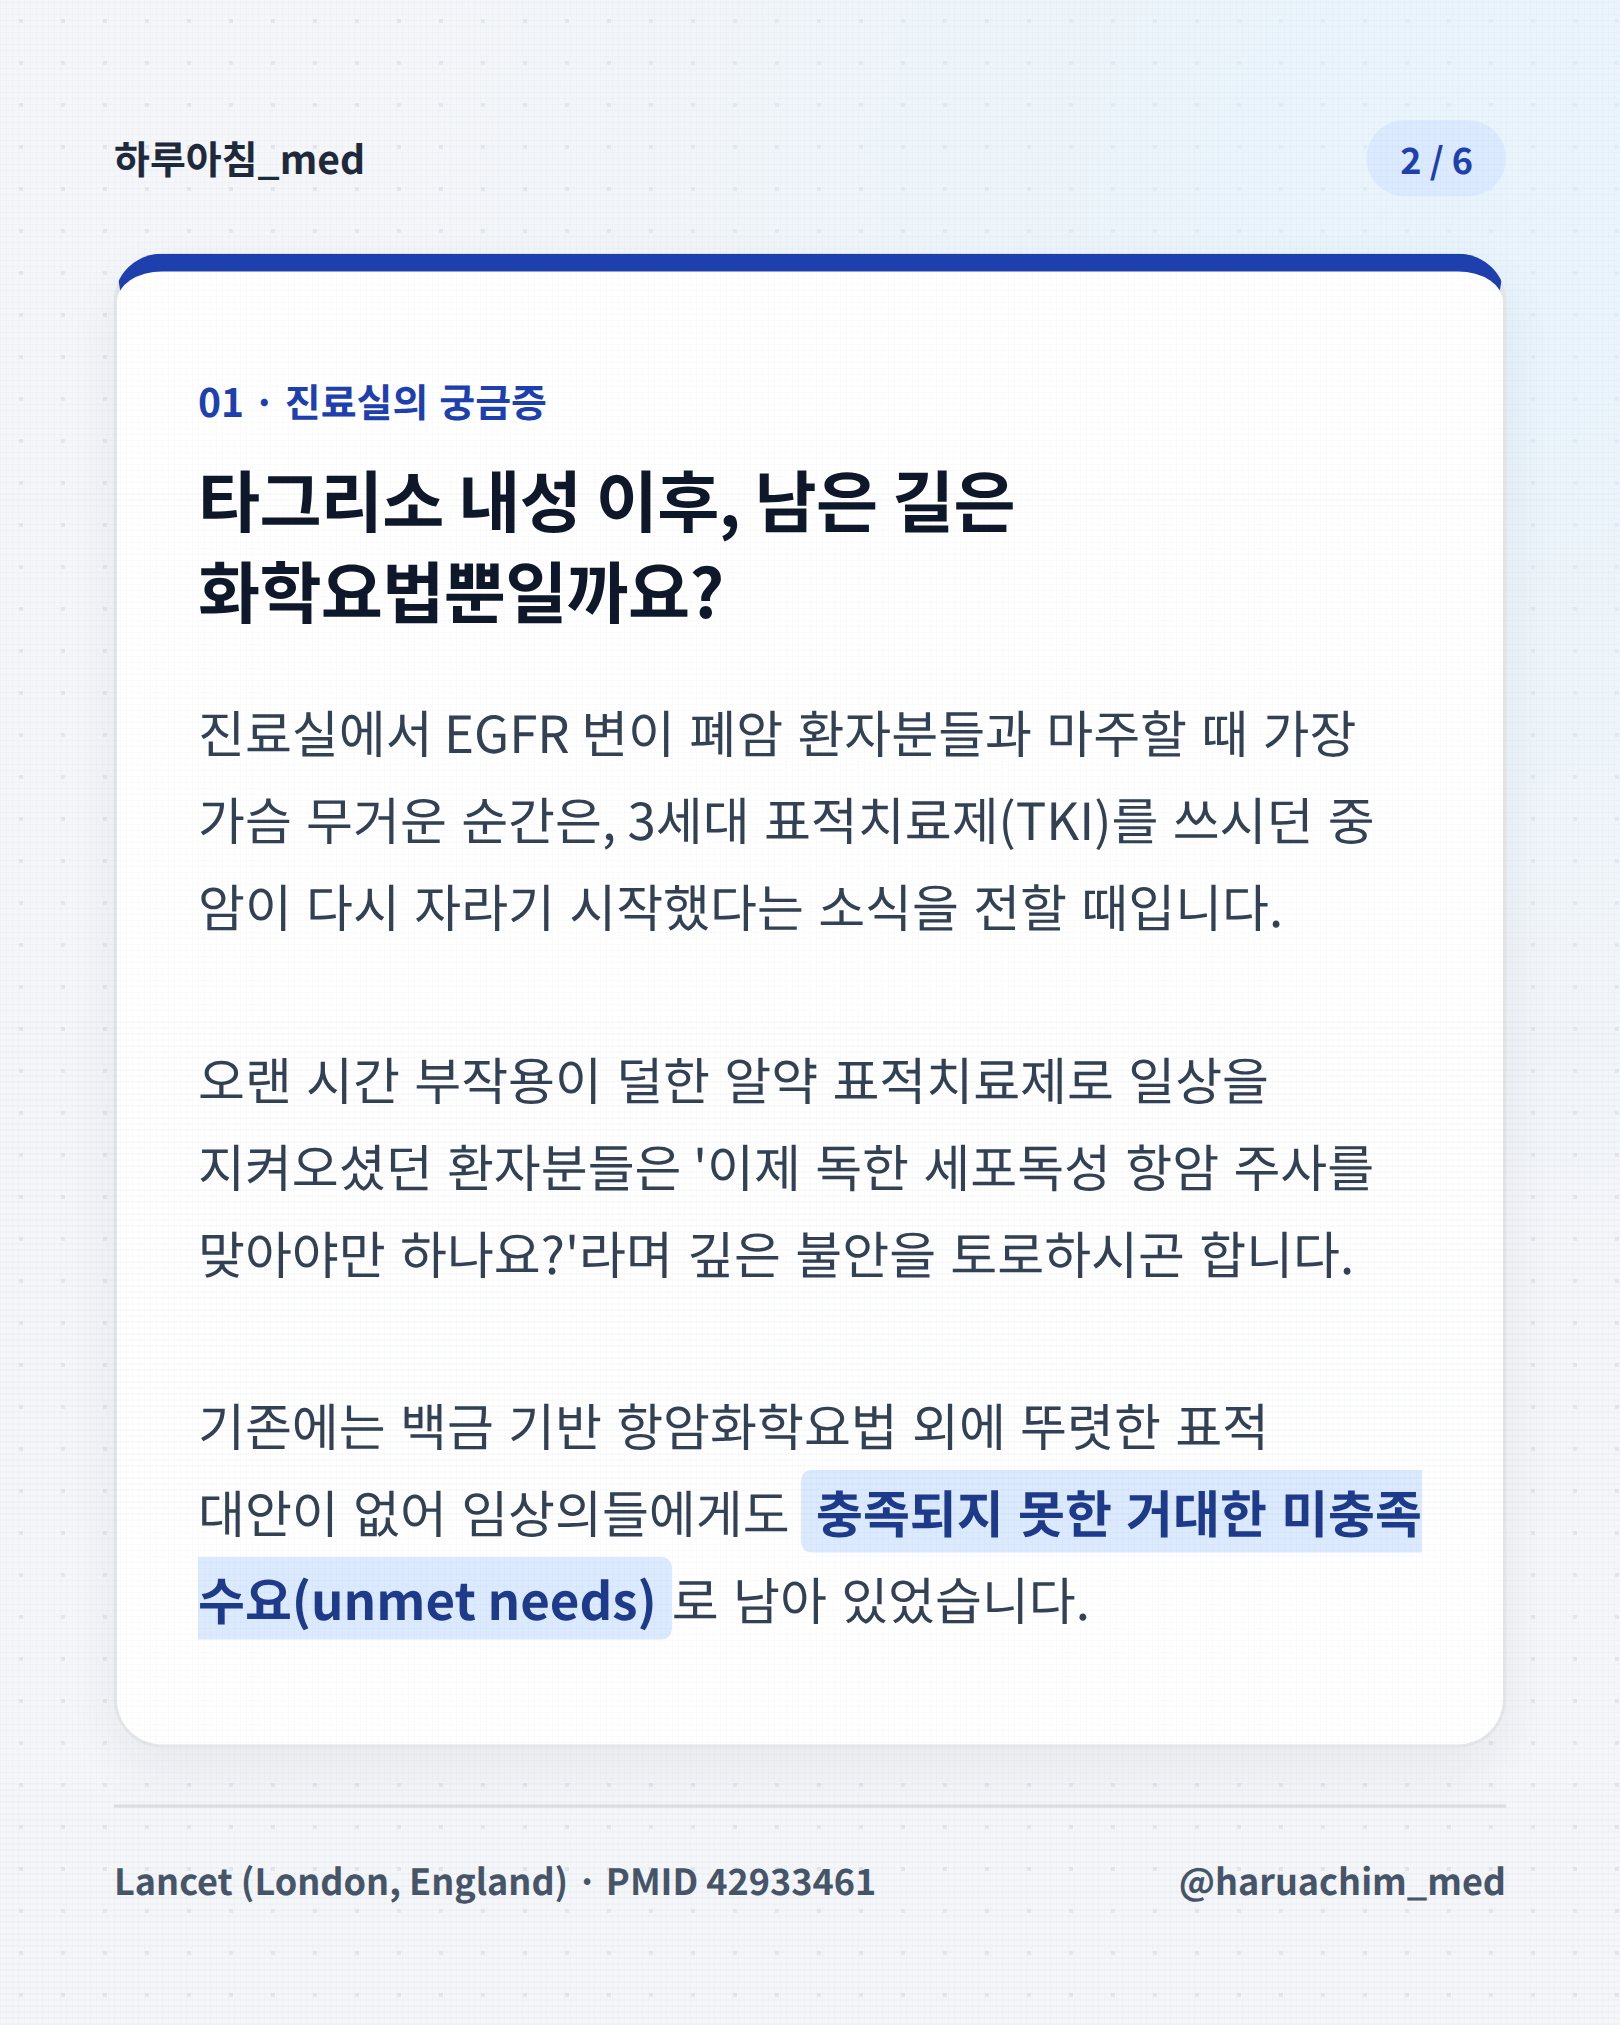 하루아침_med
2 / 6
01 · 진료실의 궁금증
타그리소 내성 이후, 남은 길은
화학요법뿐일까요?
진료실에서 EGFR 변이 폐암 환자분들과 마주할 때 가장
가슴 무거운 순간은, 3세대 표적치료제(TKI)를 쓰시던 중
암이 다시 자라기 시작했다는 소식을 전할 때입니다.
오랜 시간 부작용이 덜한 알약 표적치료제로 일상을
지켜오셨던 환자분들은 '이제 독한 세포독성 항암 주사를
맞아야만 하나요?'라며 깊은 불안을 토로하시곤 합니다.
기존에는 백금 기반 항암화학요법 외에 뚜렷한 표적
대안이 없어 임상의들에게도 충족되지 못한 거대한 미충족
수요(unmet needs)로 남아 있었습니다.
Lancet (London, England) · PMID 42933461
@haruachim_med